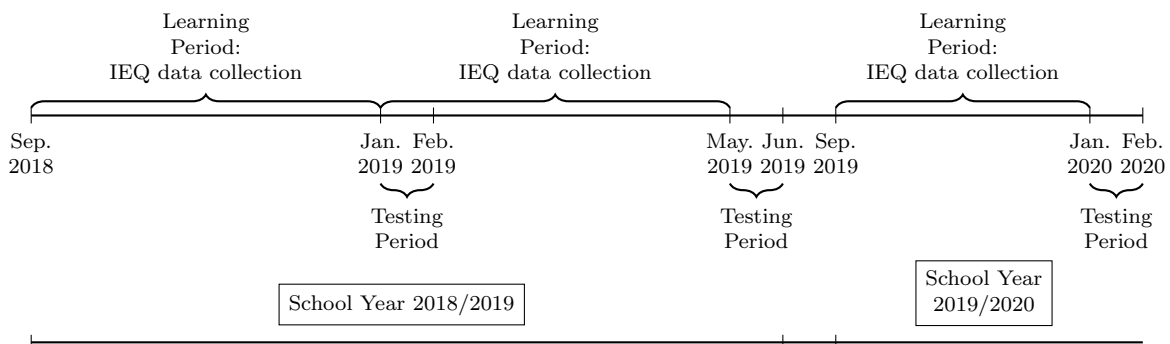 Learning
Period:
IEQ data collection
Learning
Period:
IEQ data collection
Learning
Period:
IEQ data collection
Sep.
2018
Jan.
2019
Feb.
2019
May.
2019
Jun.
2019
Sep.
2019
Jan.
2020
Feb.
2020
Testing
Period
Testing
Period
Testing
Period
School Year 2018/2019
School Year
2019/2020